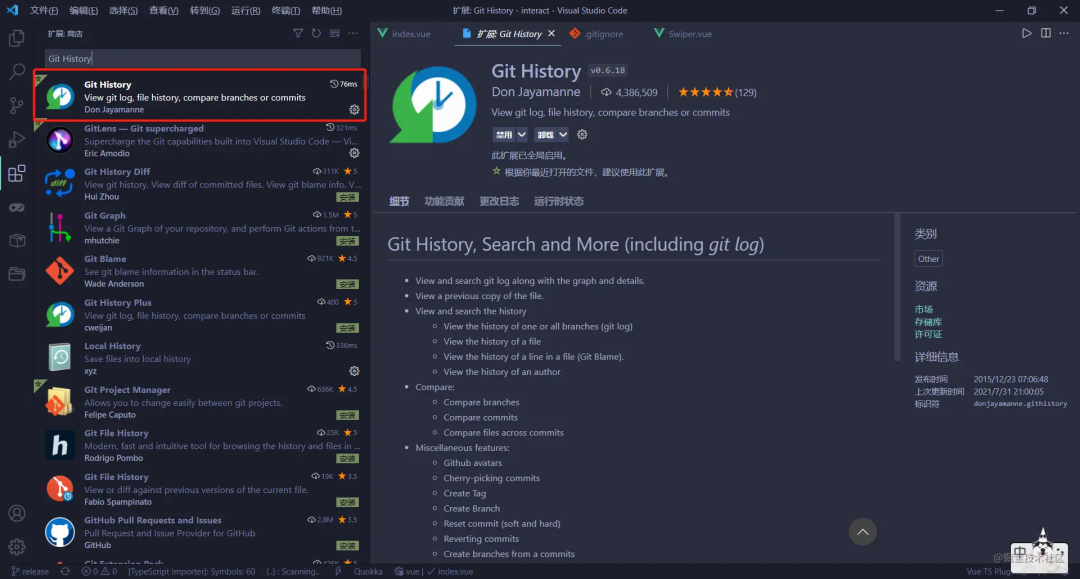 文件(F) 编辑(E) 选择(S) 查看(V) 转到(G) 运行(R) 终端(T) 帮助(H)
扩展: Git History - interact - Visual Studio Code
扩展: 商店
Git History
Git History 76ms
View git log, file history, compare branches or commits
Don Jayamanne
GitLens — Git supercharged 321ms
Supercharge the Git capabilities built into Visual Studio Code — Vi...
Eric Amodio
Git History Diff 311K 5
View git history. View diff of committed files. View git blame info. V...
Hui Zhou 安装
Git Graph 1.5M 5
View a Git Graph of your repository, and perform Git actions from t...
mhutchie 安装
Git Blame 921K 4.5
See git blame information in the status bar.
Wade Anderson 安装
Git History Plus 400 5
View git log, file history, compare branches or commits
cweijan 安装
Local History 336ms
Save files into local history
xyz
Git Project Manager 636K 4.5
Allows you to change easily between git projects.
Felipe Caputo 安装
Git File History 25K 5
Modern, fast and intuitive tool for browsing the history and files in ...
Rodrigo Pombo 安装
Git File History 19K 3.5
View or diff against previous versions of the current file.
Fabio Spampinato 安装
GitHub Pull Requests and Issues 2.8M 3.5
Pull Request and Issue Provider for GitHub
GitHub 安装
Git Extension Pack
index.vue 扩展: Git History .gitignore Swiper.vue
Git History v0.6.18
Don Jayamanne 4,386,509 (129)
View git log, file history, compare branches or commits
禁用 卸载
此扩展已全局启用。
根据你最近打开的文件，建议使用此扩展。
细节 功能贡献 更改日志 运行时状态
Git History, Search and More (including git log)
View and search git log along with the graph and details.
View a previous copy of the file.
View and search the history
View the history of one or all branches (git log)
View the history of a file
View the history of a line in a file (Git Blame).
View the history of an author
Compare:
Compare branches
Compare commits
Compare files across commits
Miscellaneous features:
Github avatars
Cherry-picking commits
Create Tag
Create Branch
Reset commit (soft and hard)
Reverting commits
Create branches from a commits
类别
Other
资源
市场
存储库
许可证
详细信息
发布时间 2015/12/23 07:06:48
上次更新时间 2021/7/31 21:00:05
标识符 donjayamanne.githistory
@掘金技术社区
release 0 0 [TypeScript Importer]: Symbols: 60 {..} : Scanning.. Quokka vue | index.vue Vue TS Plug